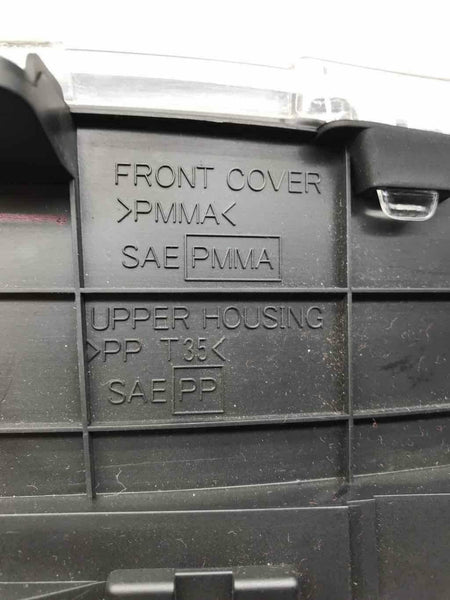 FRONT COVER
>PMMA<
SAE PMMA
UPPER HOUSING
>PP T35<
SAE PP